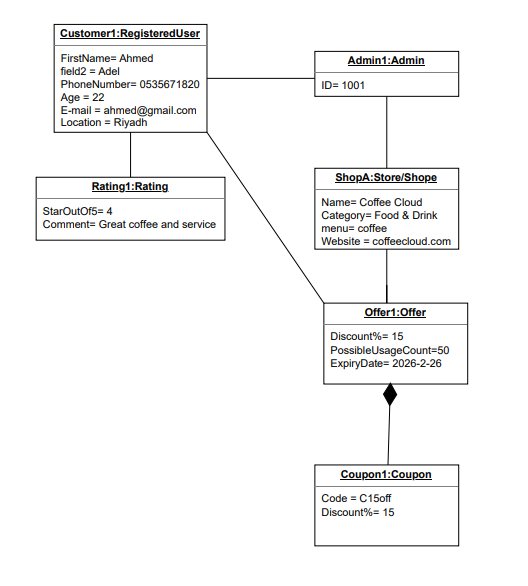 Customer1:RegisteredUser
FirstName= Ahmed
field2 = Adel
PhoneNumber= 0535671820
Age = 22
E-mail = ahmed@gmail.com
Location = Riyadh
Admin1:Admin
ID= 1001
Rating1:Rating
StarOutOf5= 4
Comment= Great coffee and service
ShopA:Store/Shope
Name= Coffee Cloud
Category= Food & Drink
menu= coffee
Website = coffeecloud.com
Offer1:Offer
Discount%= 15
PossibleUsageCount=50
ExpiryDate= 2026-2-26
Coupon1:Coupon
Code = C15off
Discount%= 15